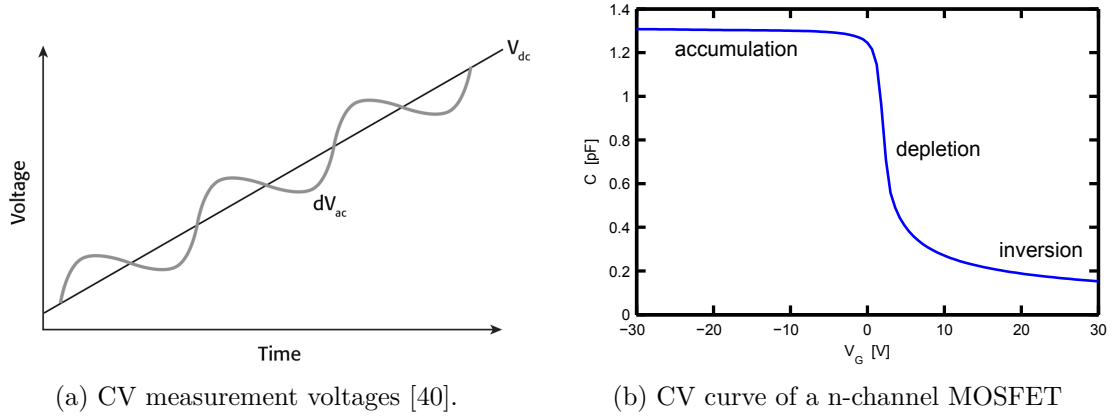 Voltage
V_dc
dV_ac
Time
(a) CV measurement voltages [40].
1.4
1.2
1
0.8
0.6
0.4
0.2
0
C [pF]
accumulation
depletion
inversion
−30
−20
−10
0
10
20
30
V_G [V]
(b) CV curve of a n-channel MOSFET